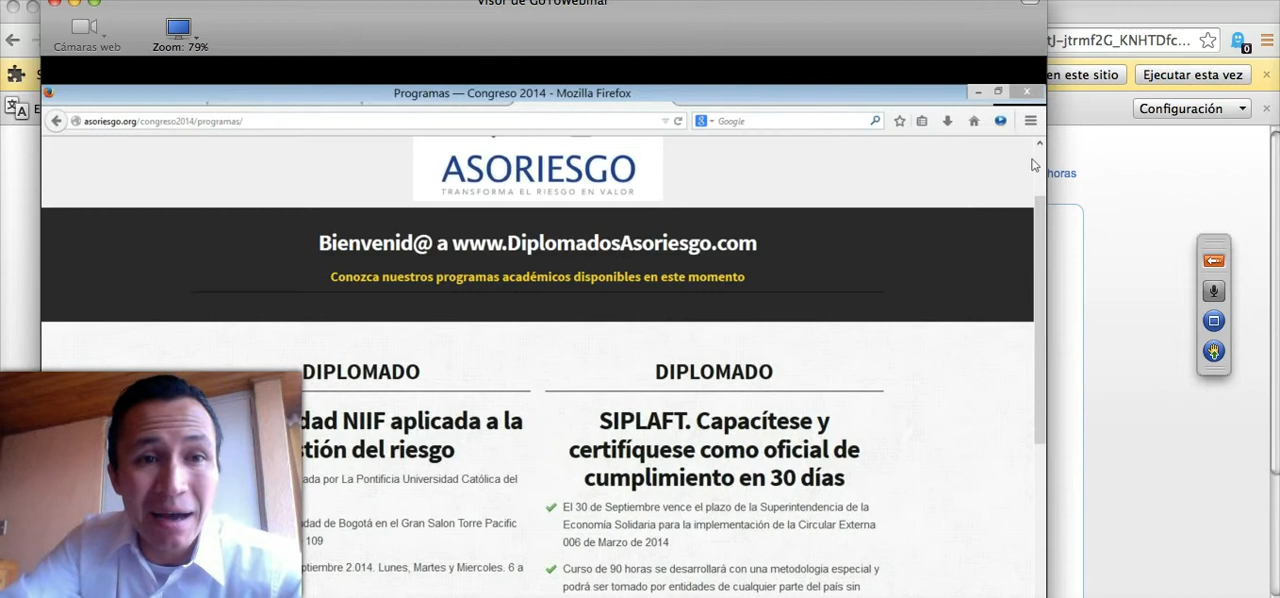 Visor de GoToWebinar
Cámaras web
Zoom: 79%
tJ-jtrmf2G_KNHTDfc...
0
en este sitio
Ejecutar esta vez
Configuración
Programas — Congreso 2014 - Mozilla Firefox
asoriesgo.org/congreso2014/programas/
Google
horas
ASORIESGO
TRANSFORMA EL RIESGO EN VALOR
Bienvenid@ a www.DiplomadosAsoriesgo.com
Conozca nuestros programas académicos disponibles en este momento
DIPLOMADO
dad NIIF aplicada a la
stión del riesgo
ada por La Pontificia Universidad Católica del
udad de Bogotá en el Gran Salon Torre Pacific
109
ptiembre 2.014. Lunes, Martes y Miercoles. 6 a
DIPLOMADO
SIPLAFT. Capacítese y
certifíquese como oficial de
cumplimiento en 30 días
El 30 de Septiembre vence el plazo de la Superintendencia de la
Economía Solidaria para la implementación de la Circular Externa
006 de Marzo de 2014
Curso de 90 horas se desarrollará con una metodologia especial y
podrá ser tomado por entidades de cualquier parte del país sin